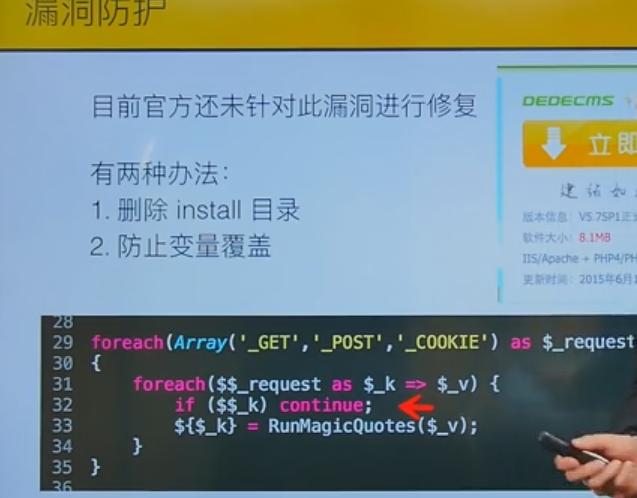 漏洞防护
目前官方还未针对此漏洞进行修复
有两种办法：
1. 删除 install 目录
2. 防止变量覆盖
DEDECMS
立即
建站如
版本信息：V5.7SP1正
软件大小：8.1MB
IIS/Apache + PHP4/PH
更新时间：2015年6月1
28
29 foreach(Array('_GET','_POST','_COOKIE') as $_request
30 {
31 foreach($$_request as $_k => $_v) {
32 if ($$_k) continue;
33 ${$_k} = RunMagicQuotes($_v);
34 }
35 }
36